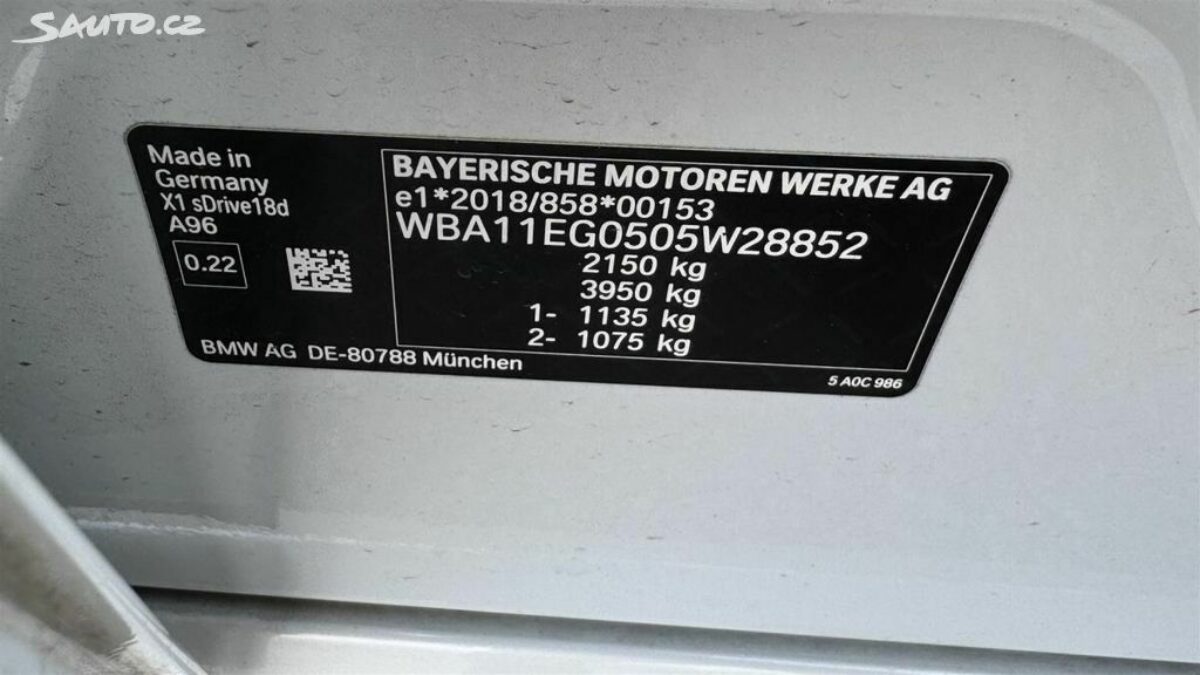 Sauto.cz
Made in
Germany
X1 sDrive18d
A96
0.22
BMW AG DE-80788 München
BAYERISCHE MOTOREN WERKE AG
e1*2018/858*00153
WBA11EG0505W28852
2150 kg
3950 kg
1- 1135 kg
2- 1075 kg
5 A0C 986